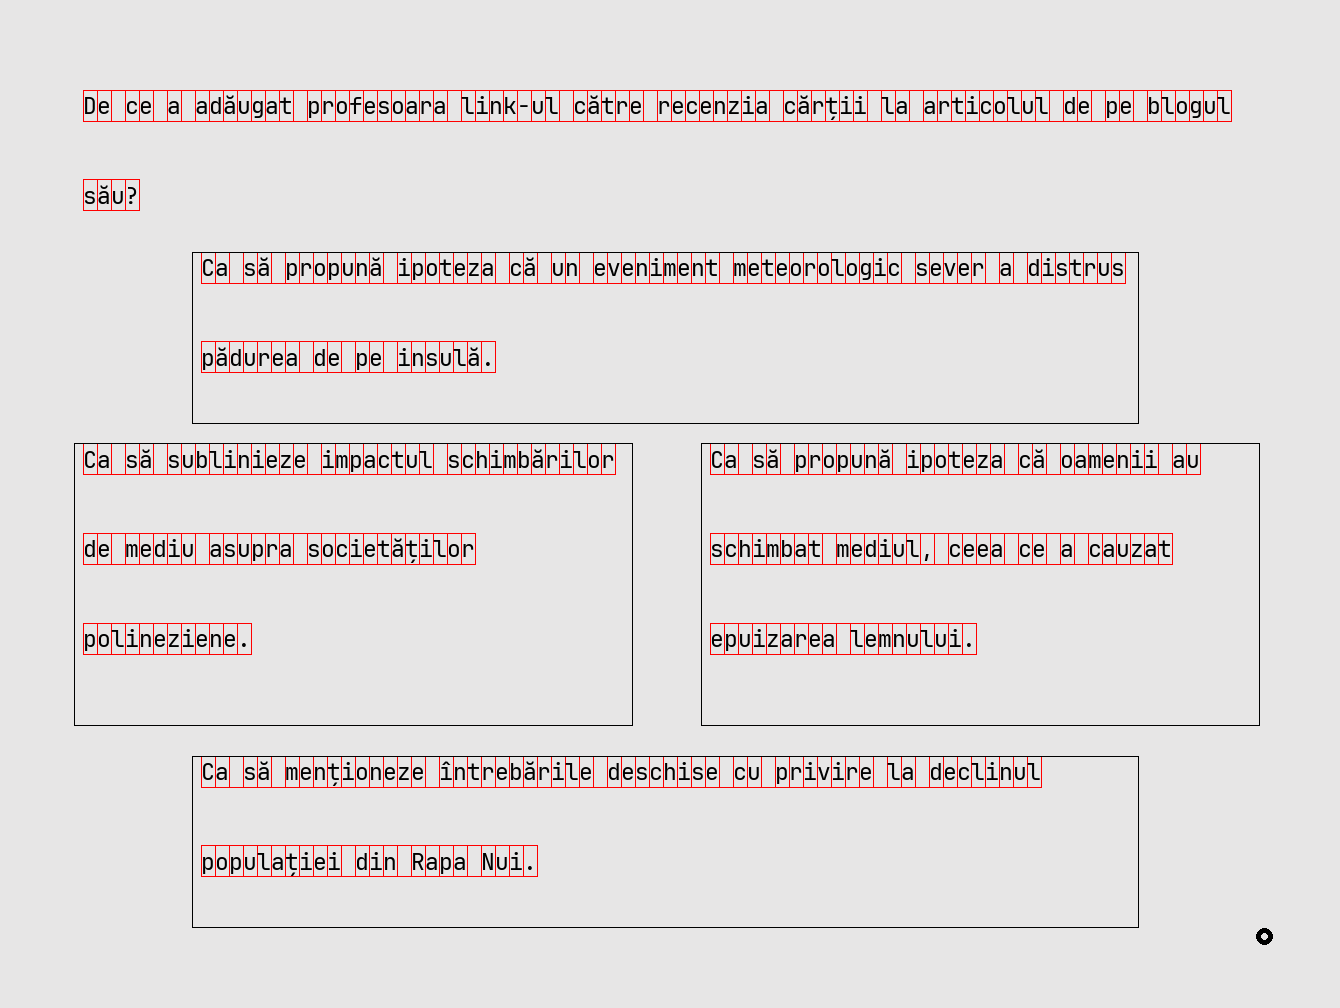 De ce a adăugat profesoara link-ul către recenzia cărții la articolul de pe blogul
său?
Ca să propună ipoteza că un eveniment meteorologic sever a distrus
pădurea de pe insulă.
Ca să sublinieze impactul schimbărilor
de mediu asupra societăților
polineziene.
Ca să propună ipoteza că oamenii au
schimbat mediul, ceea ce a cauzat
epuizarea lemnului.
Ca să menționeze întrebările deschise cu privire la declinul
populației din Rapa Nui.